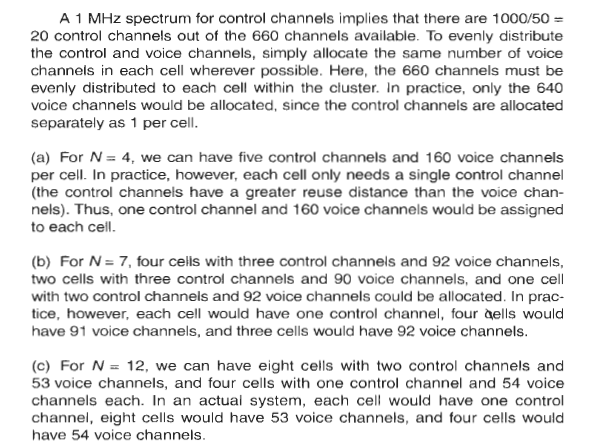 A 1 MHz spectrum for control channels implies that there are 1000/50 =
20 control channels out of the 660 channels available. To evenly distribute
the control and voice channels, simply allocate the same number of voice
channels in each cell wherever possible. Here, the 660 channels must be
evenly distributed to each cell within the cluster. In practice, only the 640
voice channels would be allocated, since the control channels are allocated
separately as 1 per cell.
(a) For N = 4, we can have five control channels and 160 voice channels
per cell. In practice, however, each cell only needs a single control channel
(the control channels have a greater reuse distance than the voice chan-
nels). Thus, one control channel and 160 voice channels would be assigned
to each cell.
(b) For N = 7, four cells with three control channels and 92 voice channels,
two cells with three control channels and 90 voice channels, and one cell
with two control channels and 92 voice channels could be allocated. In prac-
tice, however, each cell would have one control channel, four cells would
have 91 voice channels, and three cells would have 92 voice channels.
(c) For N = 12, we can have eight cells with two control channels and
53 voice channels, and four cells with one control channel and 54 voice
channels each. In an actual system, each cell would have one control
channel, eight cells would have 53 voice channels, and four cells would
have 54 voice channels.